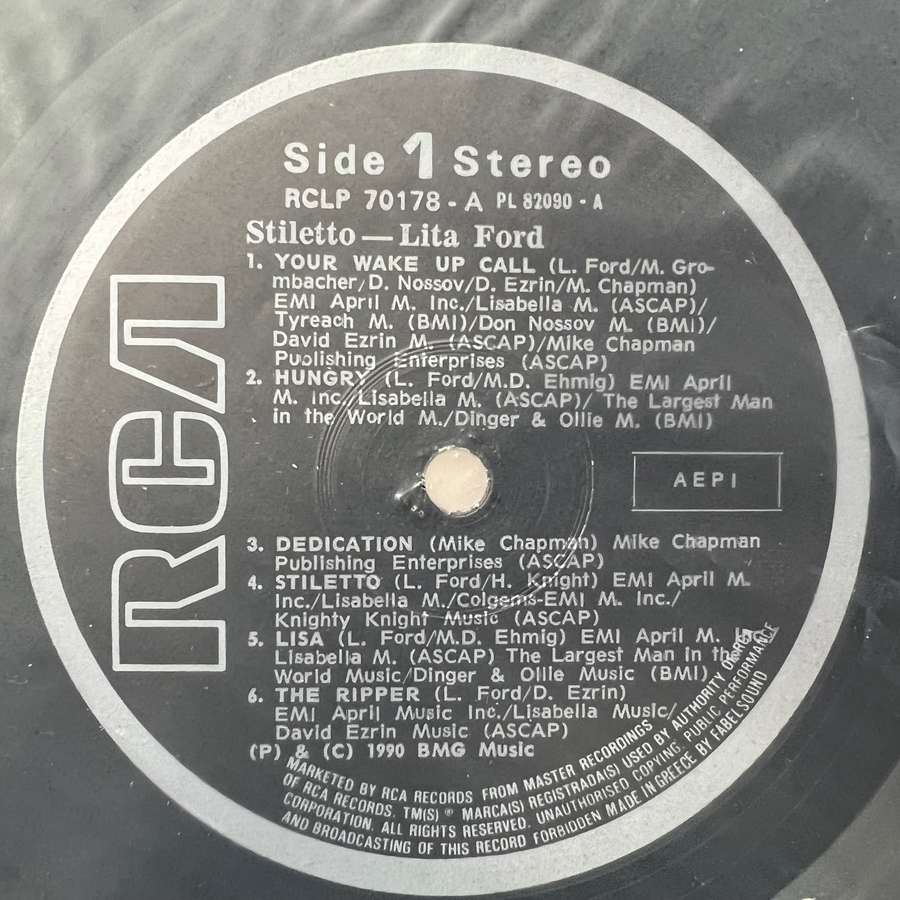 RCA
Side 1 Stereo
RCLP 70178 - A PL 82090 - A
Stiletto — Lita Ford
1. YOUR WAKE UP CALL (L. Ford/M. Gro-
mbacher/D. Nossov/D. Ezrin/M. Chapman)
EMI April M. Inc./Lisabella M. (ASCAP)/
Tyreach M. (BMI)/Don Nossov M. (BMI)/
David Ezrin M. (ASCAP)/Mike Chapman
Publishing Enterprises (ASCAP)
2. HUNGRY (L. Ford/M.D. Ehmig) EMI April
M. Inc/Lisabella M. (ASCAP)/ The Largest Man
in the World M./Dinger & Ollie M. (BMI)
AEPI
3. DEDICATION (Mike Chapman) Mike Chapman
Publishing Enterprises (ASCAP)
4. STILETTO (L. Ford/H. Knight) EMI April M.
Inc./Lisabella M./Colgems-EMI M. Inc./
Knighty Knight Music (ASCAP)
5. LISA (L. Ford/M.D. Ehmig) EMI April M.
Lisabella M. (ASCAP) The Largest Man in the
World Music/Dinger & Ollie Music (BMI)
6. THE RIPPER (L. Ford/D. Ezrin)
EMI April Music Inc./Lisabella Music/
David Ezrin Music (ASCAP)
(P) & (C) 1990 BMG Music
MARKETED BY RCA RECORDS FROM MASTER RECORDINGS
OF RCA RECORDS. TM(S) ® MARCA(S) REGISTRADA(S) USED BY AUTHORITY OF RCA
CORPORATION. ALL RIGHTS RESERVED. UNAUTHORISED COPYING, PUBLIC PERFORMANCE
AND BROADCASTING OF THIS RECORD FORBIDDEN MADE IN GREECE BY FABELSOUND